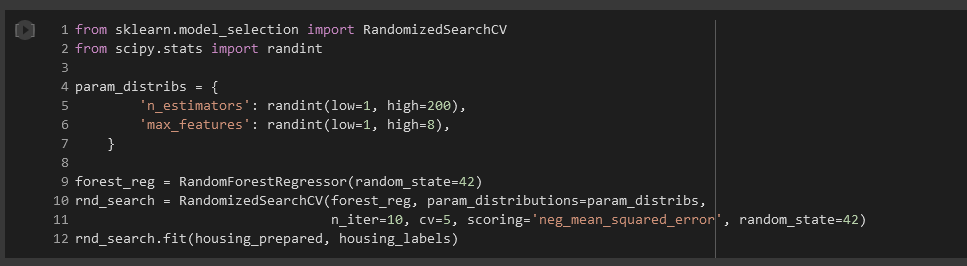 1 from sklearn.model_selection import RandomizedSearchCV
2 from scipy.stats import randint
3
4 param_distribs = {
5         'n_estimators': randint(low=1, high=200),
6         'max_features': randint(low=1, high=8),
7     }
8
9 forest_reg = RandomForestRegressor(random_state=42)
10 rnd_search = RandomizedSearchCV(forest_reg, param_distributions=param_distribs,
11                                 n_iter=10, cv=5, scoring='neg_mean_squared_error', random_state=42)
12 rnd_search.fit(housing_prepared, housing_labels)